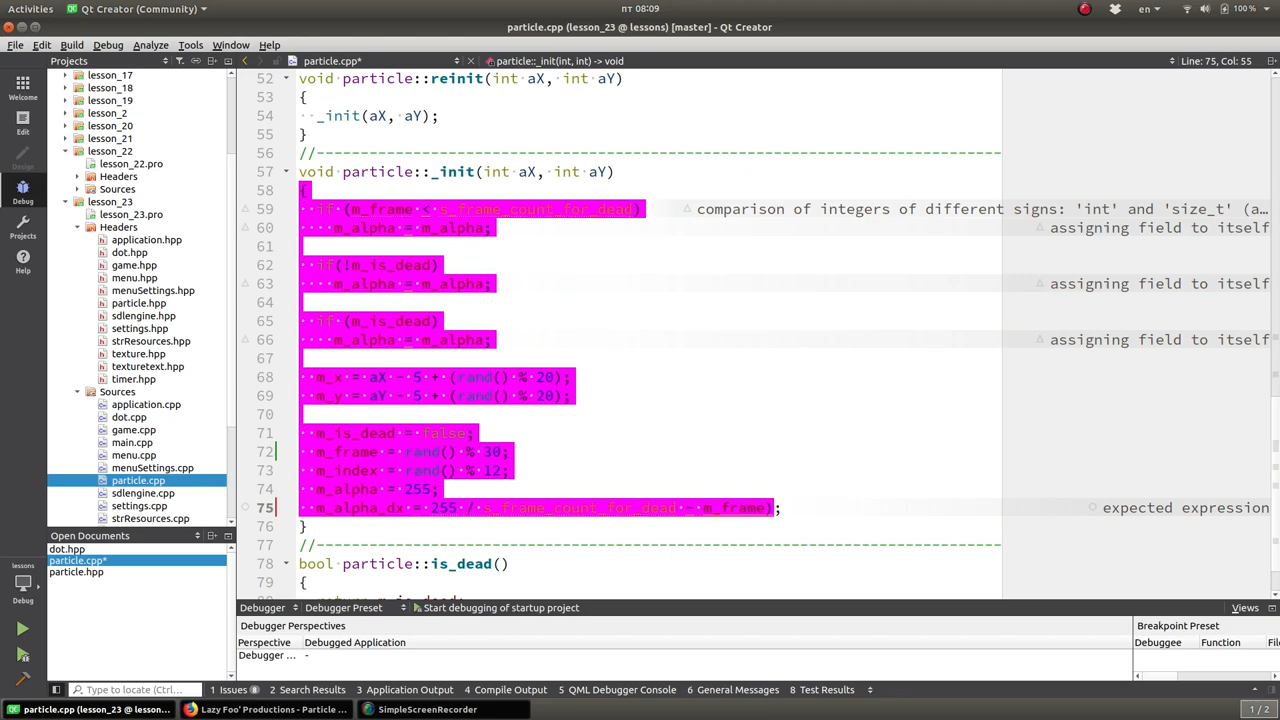 Activities Qt Creator (Community) пт 08:09 en 100 %
particle.cpp (lesson_23 @ lessons) [master] - Qt Creator
File Edit Build Debug Analyze Tools Window Help
Projects particle.cpp* particle::_init(int, int) -> void Line: 75, Col: 55
Welcome
Edit
Design
Debug
Projects
Help
lessons
Debug
lesson_17
lesson_18
lesson_19
lesson_2
lesson_20
lesson_21
lesson_22
lesson_22.pro
Headers
Sources
lesson_23
lesson_23.pro
Headers
application.hpp
dot.hpp
game.hpp
menu.hpp
menuSettings.hpp
particle.hpp
sdlengine.hpp
settings.hpp
strResources.hpp
texture.hpp
texturetext.hpp
timer.hpp
Sources
application.cpp
dot.cpp
game.cpp
main.cpp
menu.cpp
menuSettings.cpp
particle.cpp
sdlengine.cpp
settings.cpp
strResources.cpp
Open Documents
dot.hpp
particle.cpp*
particle.hpp
52 void particle::reinit(int aX, int aY)
53 {
54 _init(aX, aY);
55 }
56 //-------------------------------------------------------------------------------
57 void particle::_init(int aX, int aY)
58 {
59 if (m_frame < s_frame_count_for_dead) comparison of integers of different signs: 'int' and 'size_t' (a…
60 m_alpha = m_alpha; assigning field to itself
61
62 if(!m_is_dead)
63 m_alpha = m_alpha; assigning field to itself
64
65 if (m_is_dead)
66 m_alpha = m_alpha; assigning field to itself
67
68 m_x = aX - 5 + (rand() % 20);
69 m_y = aY - 5 + (rand() % 20);
70
71 m_is_dead = false;
72 m_frame = rand() % 30;
73 m_index = rand() % 12;
74 m_alpha = 255;
75 m_alpha_dx = 255 / s_frame_count_for_dead - m_frame); expected expression
76 }
77 //-------------------------------------------------------------------------------
78 bool particle::is_dead()
79 {
Debugger Debugger Preset Start debugging of startup project Views
Debugger Perspectives Breakpoint Preset
Perspective Debugged Application Debuggee Function Fil
Debugger ... -
Type to locate (Ctrl... 1 Issues 8 2 Search Results 3 Application Output 4 Compile Output 5 QML Debugger Console 6 General Messages 8 Test Results
particle.cpp (lesson_23 @ lesson... Lazy Foo' Productions - Particle ... SimpleScreenRecorder 1 / 2